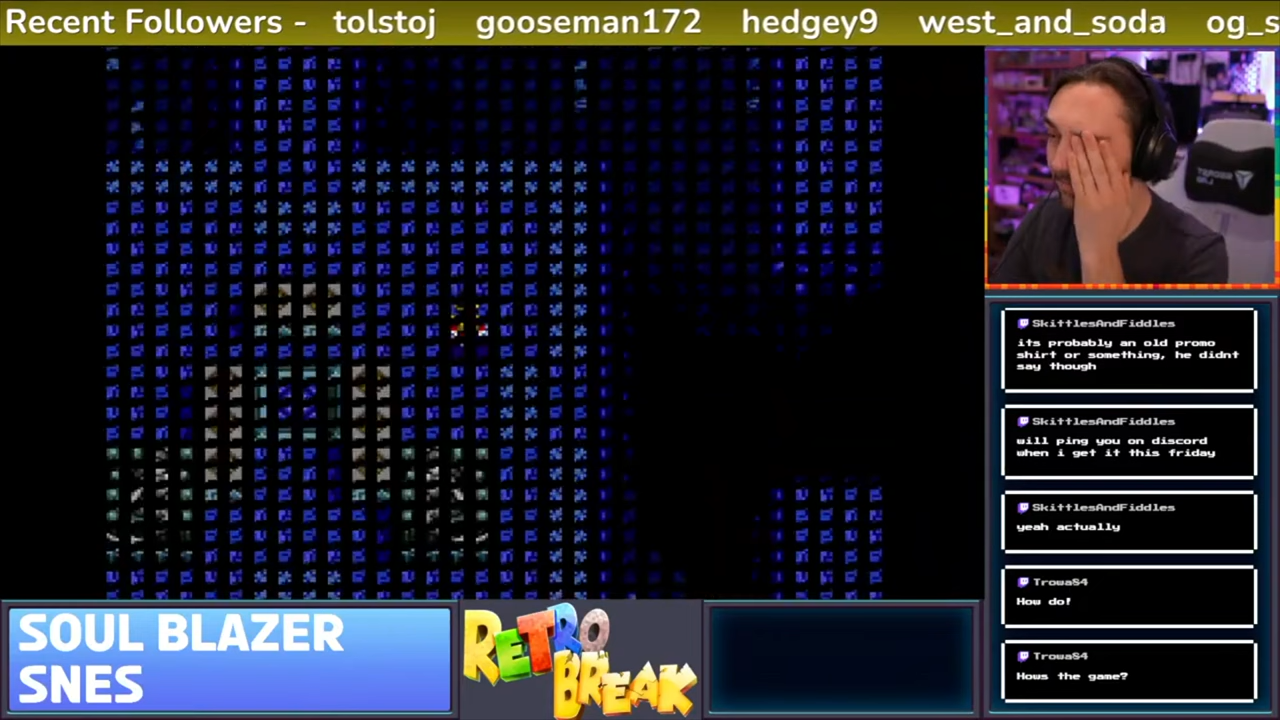 Recent Followers - tolstoj gooseman172 hedgey9 west_and_soda og_s
SkittlesAndFiddles
its probably an old promo
shirt or something, he didnt
say though
SkittlesAndFiddles
will ping you on discord
when i get it this friday
SkittlesAndFiddles
yeah actually
Trowa84
How do!
Trowa84
Hows the game?
SOUL BLAZER
SNES
RETRO
BREAK